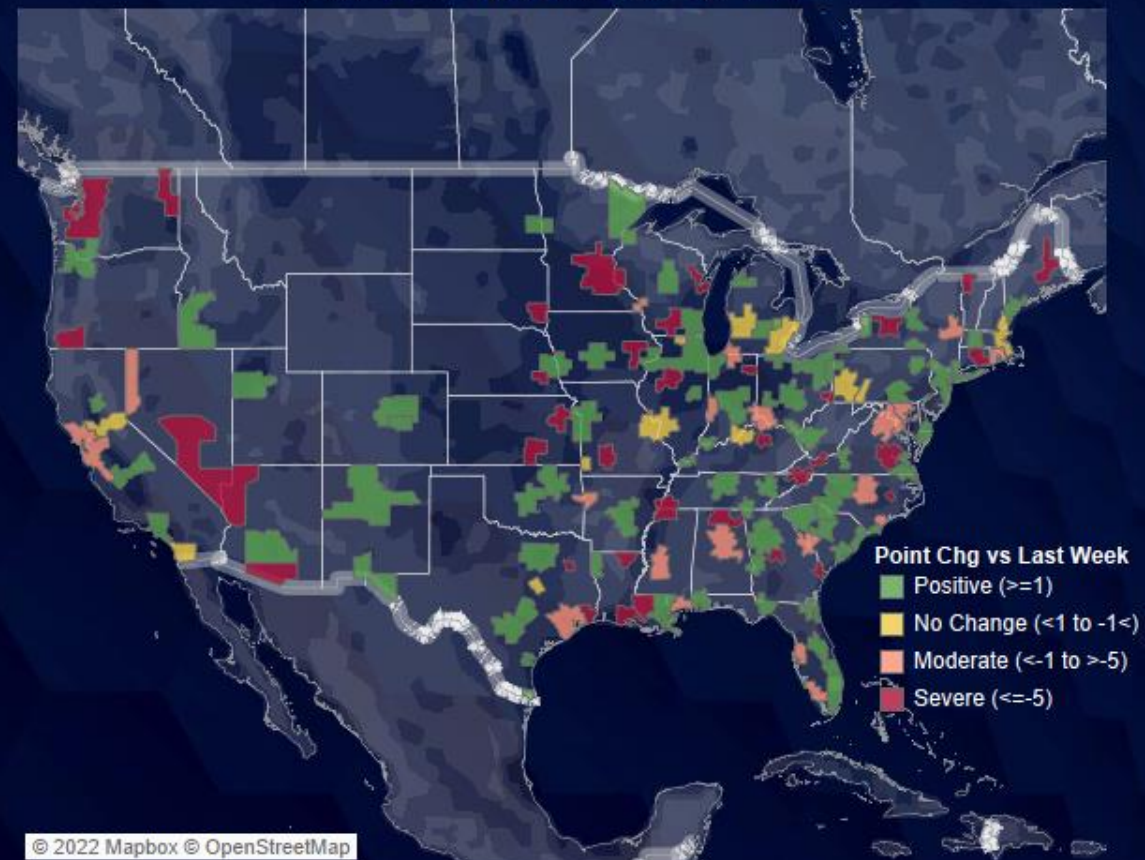 Point Chg vs Last Week
Positive (>=1)
No Change (<1 to -1<)
Moderate (<-1 to >-5)
Severe (<=-5)
© 2022 Mapbox © OpenStreetMap